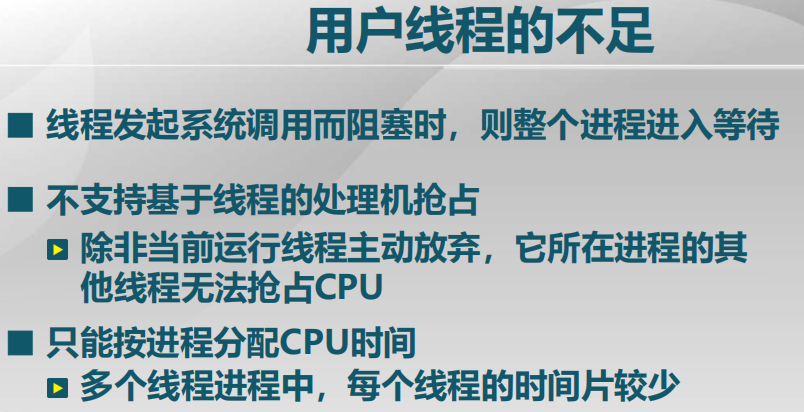 用户线程的不足
线程发起系统调用而阻塞时，则整个进程进入等待
不支持基于线程的处理机抢占
除非当前运行线程主动放弃，它所在进程的其
他线程无法抢占CPU
只能按进程分配CPU时间
多个线程进程中，每个线程的时间片较少